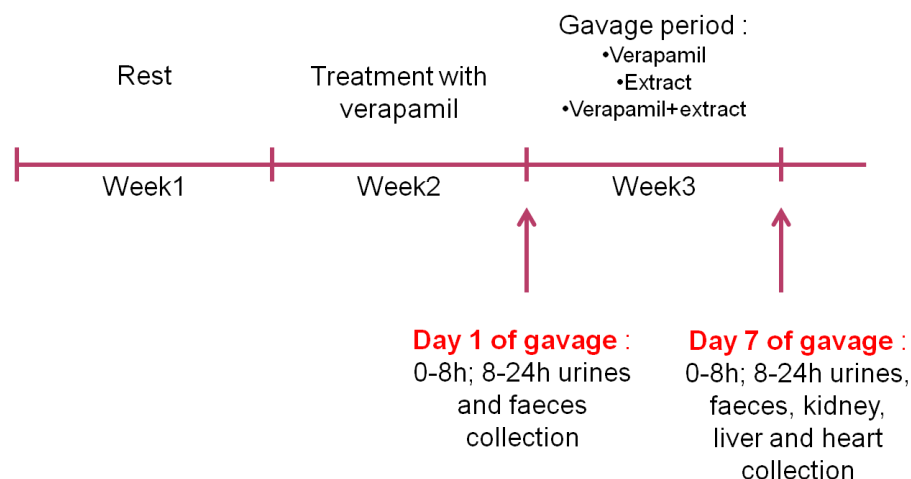 Rest
Treatment with
verapamil
Gavage period :
•Verapamil
•Extract
•Verapamil+extract
Week1
Week2
Week3
Day 1 of gavage :
0-8h; 8-24h urines
and faeces
collection
Day 7 of gavage :
0-8h; 8-24h urines,
faeces, kidney,
liver and heart
collection